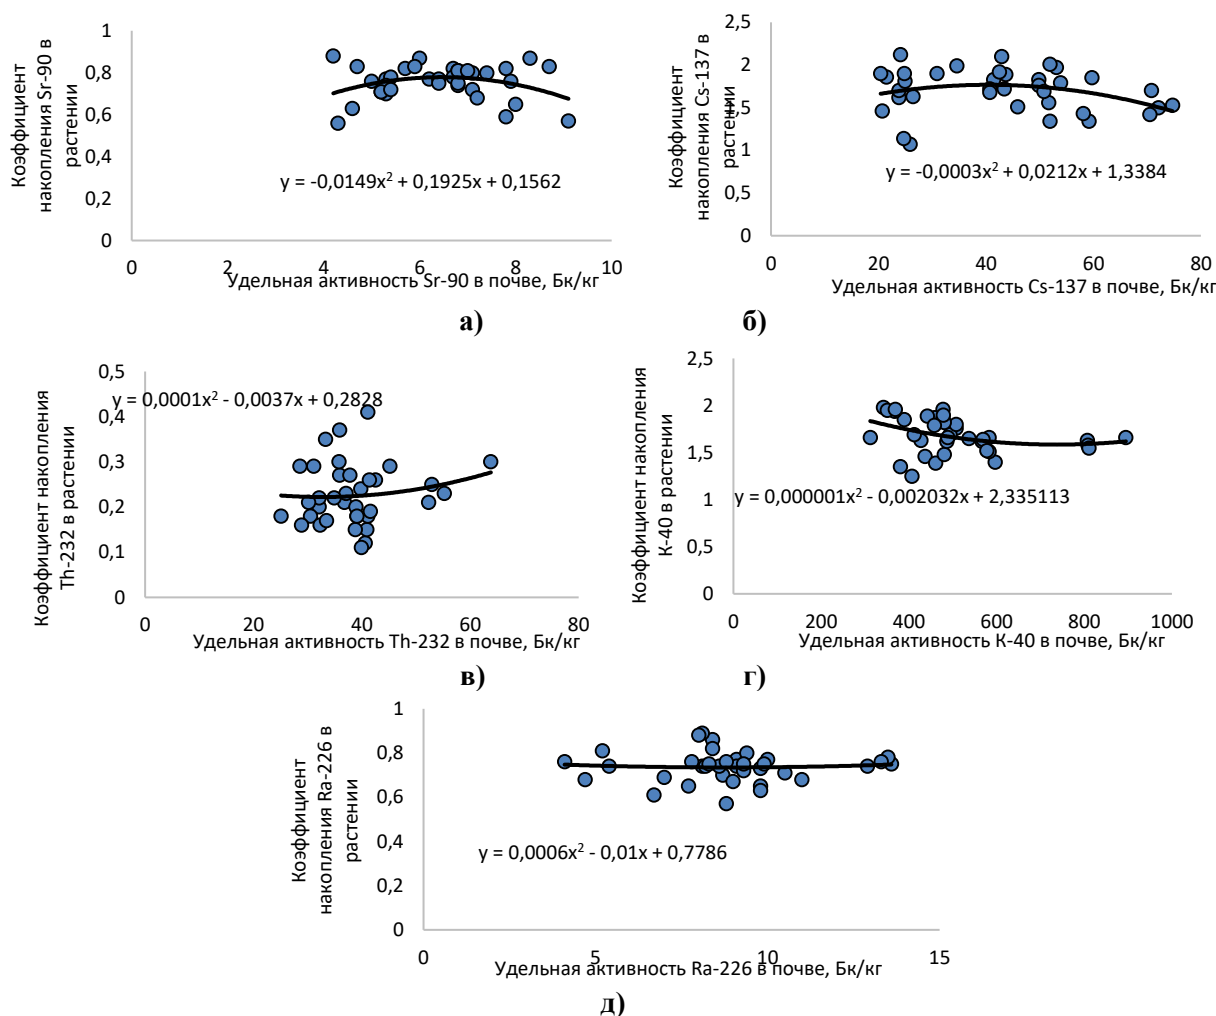 Коэффициент
накопления Sr-90 в
растении
1
0,8
0,6
0,4
0,2
0
y = -0,0149x² + 0,1925x + 0,1562
0 2 4 6 8 10
Удельная активность Sr-90 в почве, Бк/кг
а)
Коэффициент
накопления Cs-137 в
растении
2,5
2
1,5
1
0,5
0
y = -0,0003x² + 0,0212x + 1,3384
0 20 40 60 80
Удельная активность Cs-137 в почве, Бк/кг
б)
Коэффициент накопления
Th-232 в растении
0,5
0,4
0,3
0,2
0,1
0
y = 0,0001x² - 0,0037x + 0,2828
0 20 40 60 80
Удельная активность Th-232 в почве, Бк/кг
в)
Коэффициент накопления
К-40 в растении
2,5
2
1,5
1
0,5
0
y = 0,000001x² - 0,002032x + 2,335113
0 200 400 600 800 1000
Удельная активность К-40 в почве, Бк/кг
г)
Коэффициент
накопления Ra-226 в
растении
1
0,8
0,6
0,4
0,2
0
y = 0,0006x² - 0,01x + 0,7786
0 5 10 15
Удельная активность Ra-226 в почве, Бк/кг
д)